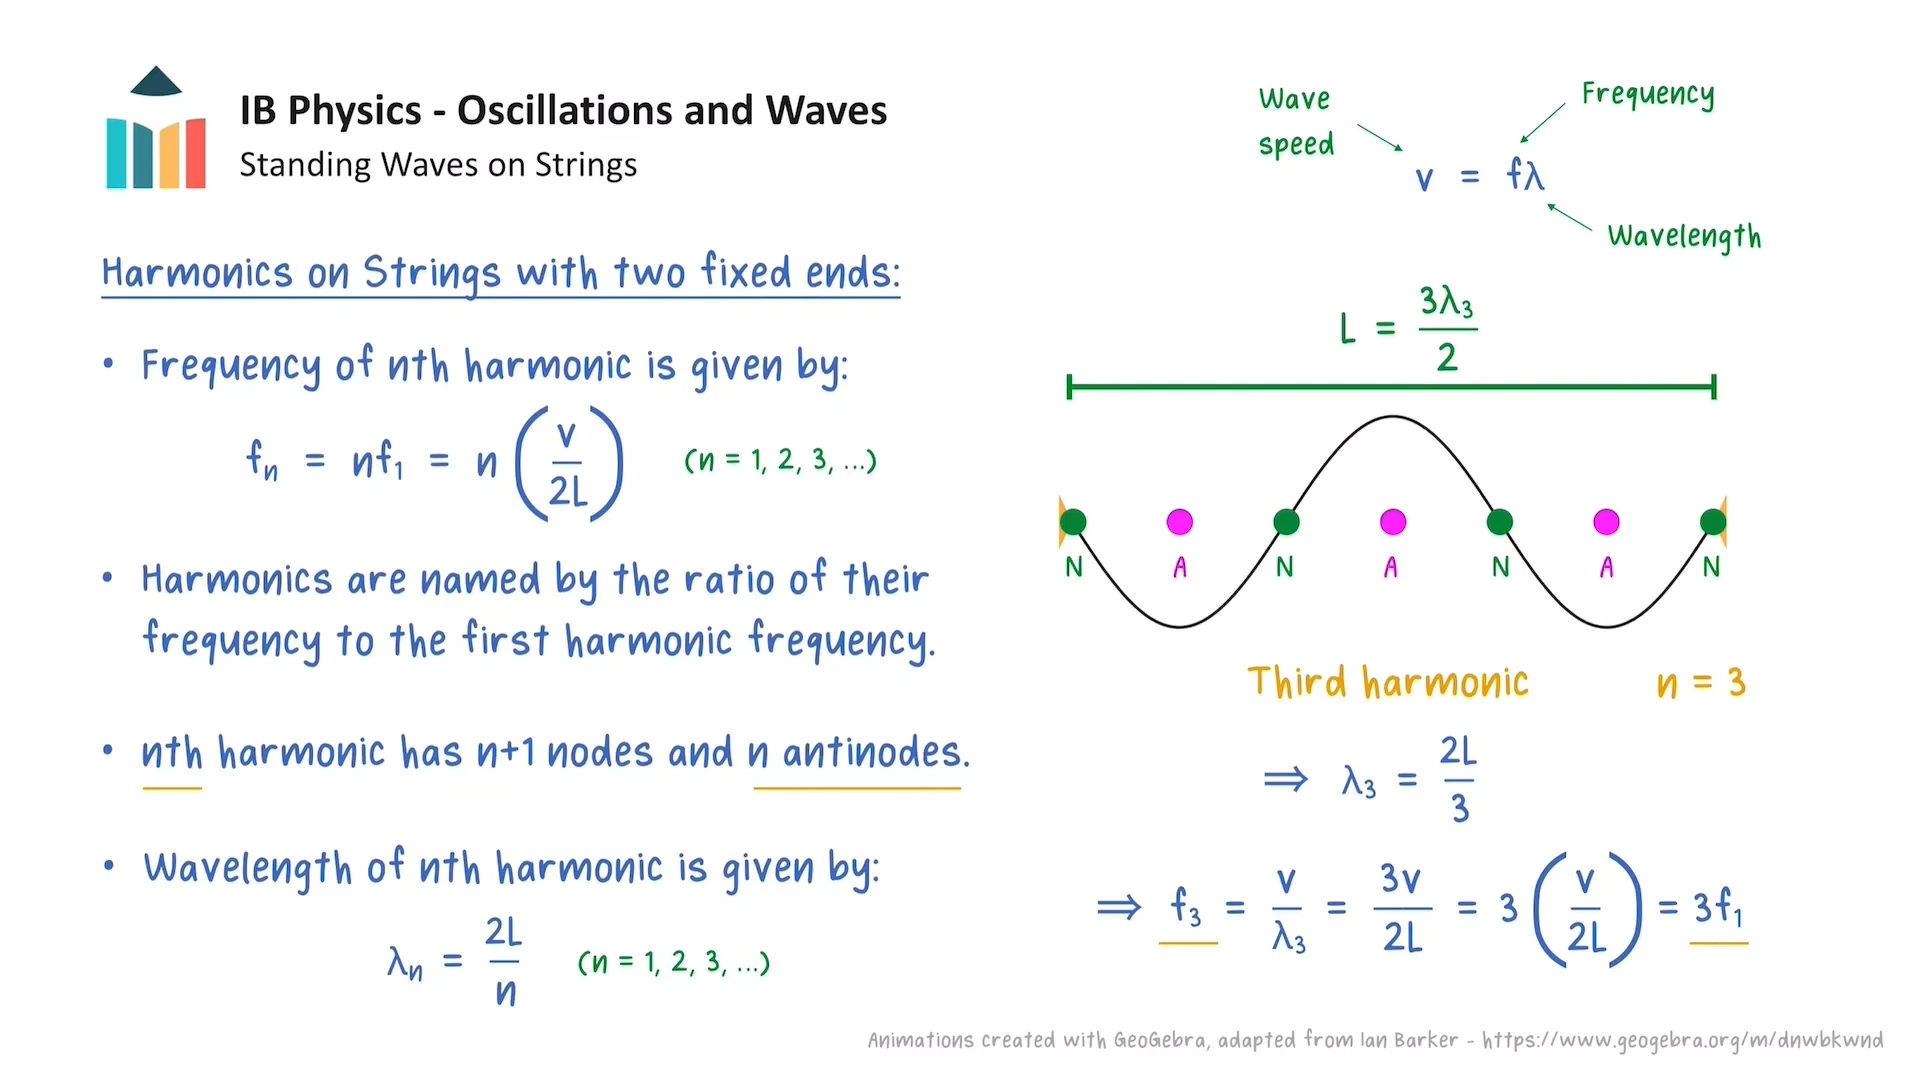 IB Physics - Oscillations and Waves
Standing Waves on Strings
Harmonics on Strings with two fixed ends:
• Frequency of nth harmonic is given by:
fₙ = nf₁ = n (v/2L) (n = 1, 2, 3, ...)
• Harmonics are named by the ratio of their
frequency to the first harmonic frequency.
• nth harmonic has n+1 nodes and n antinodes.
• Wavelength of nth harmonic is given by:
λₙ = 2L/n (n = 1, 2, 3, ...)
Wave
speed
Frequency
v = fλ
Wavelength
L = 3λ₃/2
N A N A N A N
Third harmonic n = 3
⇒ λ₃ = 2L/3
⇒ f₃ = v/λ₃ = 3v/2L = 3 (v/2L) = 3f₁
Animations created with GeoGebra, adapted from Ian Barker - https://www.geogebra.org/m/dnwbkwnd